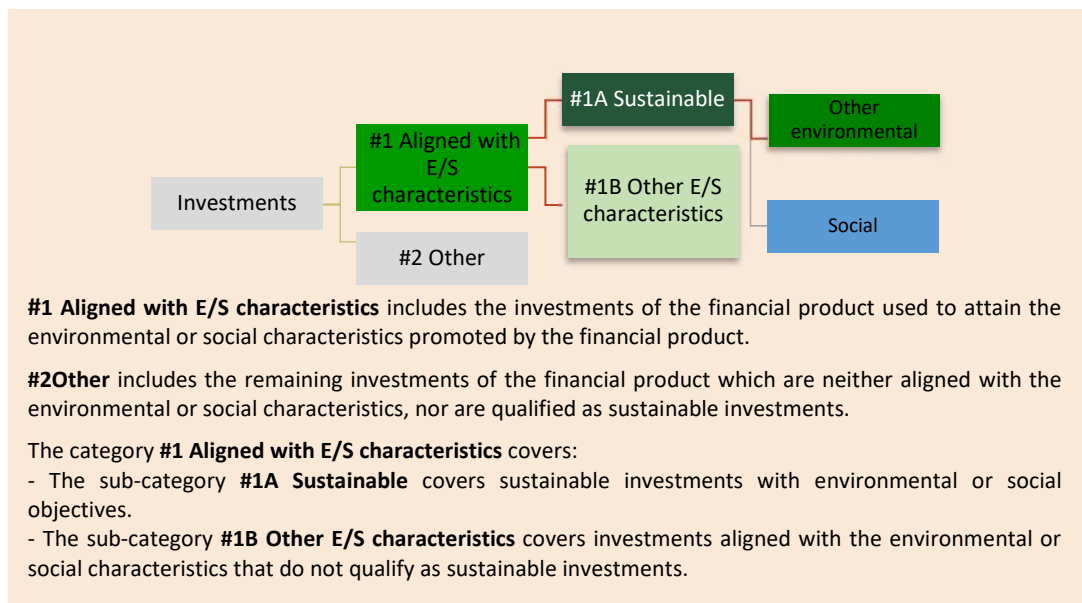 #1A Sustainable
Other
environmental
#1 Aligned with
E/S
characteristics
#1B Other E/S
characteristics
Investments
Social
#2 Other
#1 Aligned with E/S characteristics includes the investments of the financial product used to attain the
environmental or social characteristics promoted by the financial product.
#2Other includes the remaining investments of the financial product which are neither aligned with the
environmental or social characteristics, nor are qualified as sustainable investments.
The category #1 Aligned with E/S characteristics covers:
- The sub-category #1A Sustainable covers sustainable investments with environmental or social
objectives.
- The sub-category #1B Other E/S characteristics covers investments aligned with the environmental or
social characteristics that do not qualify as sustainable investments.